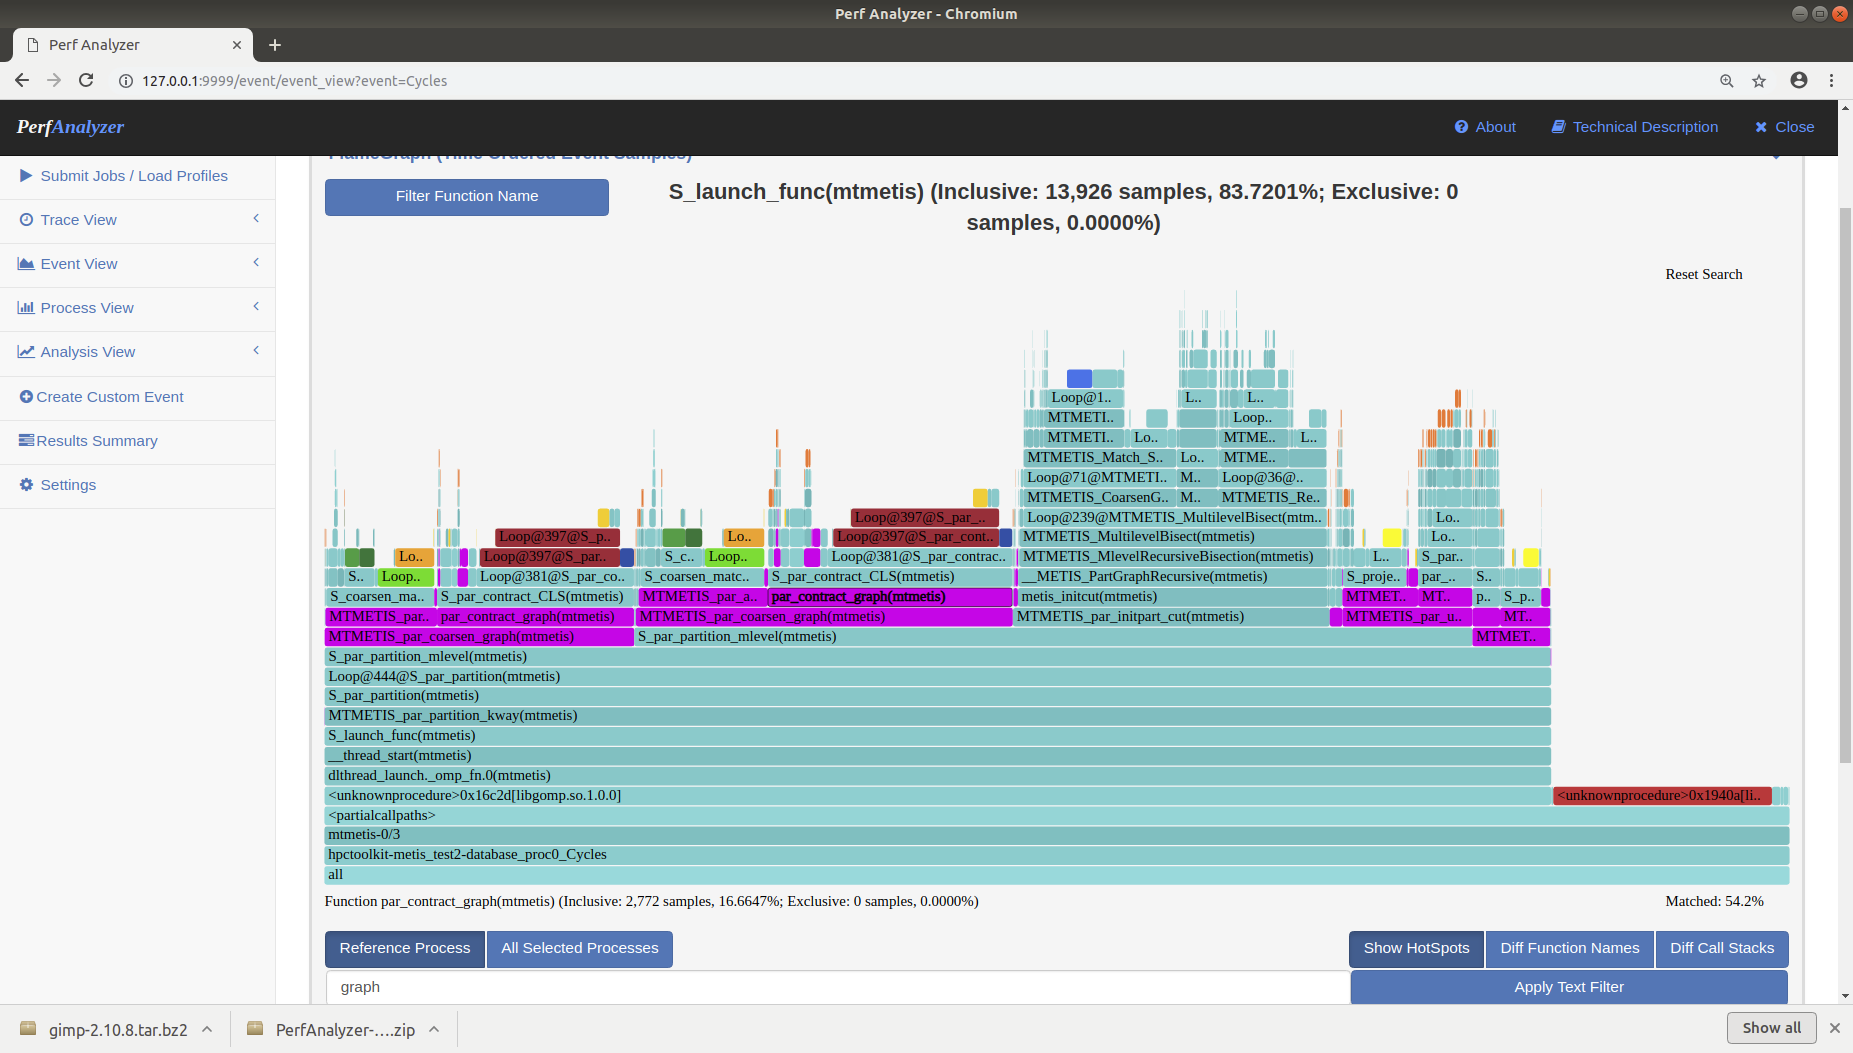 Perf Analyzer - Chromium
Perf Analyzer
127.0.0.1:9999/event/event_view?event=Cycles
PerfAnalyzer
About
Technical Description
Close
Submit Jobs / Load Profiles
Trace View
Event View
Process View
Analysis View
Create Custom Event
Results Summary
Settings
FlameGraph (Time Ordered Event Samples)
Filter Function Name
S_launch_func(mtmetis) (Inclusive: 13,926 samples, 83.7201%; Exclusive: 0
samples, 0.0000%)
Reset Search
Loop@1.. L.. L..
MTMETI.. Loop..
MTMETI.. Lo.. MTME.. L..
MTMETIS_Match_S.. Lo.. MTME..
Loop@71@MTMETI.. M.. Loop@36@..
MTMETIS_CoarsenG.. M.. MTMETIS_Re..
Loop@397@S_par_.. Loop@239@MTMETIS_MultilevelBisect(mtm.. Lo..
Loop@397@S_p.. Lo.. Loop@397@S_par_cont.. MTMETIS_MultilevelBisect(mtmetis) Lo..
Lo.. Loop@397@S_par.. S_c.. Loop.. Loop@381@S_par_contrac.. MTMETIS_MlevelRecursiveBisection(mtmetis) L.. S_par..
S.. Loop.. Loop@381@S_par_co.. S_coarsen_matc.. S_par_contract_CLS(mtmetis) __METIS_PartGraphRecursive(mtmetis) S_proje.. par_.. S..
S_coarsen_ma.. S_par_contract_CLS(mtmetis) MTMETIS_par_a.. par_contract_graph(mtmetis) metis_initcut(mtmetis) MTMET.. MT.. p.. S_p..
MTMETIS_par.. par_contract_graph(mtmetis) MTMETIS_par_coarsen_graph(mtmetis) MTMETIS_par_initpart_cut(mtmetis) MTMETIS_par_u.. MT..
MTMETIS_par_coarsen_graph(mtmetis) S_par_partition_mlevel(mtmetis) MTMET..
S_par_partition_mlevel(mtmetis)
Loop@444@S_par_partition(mtmetis)
S_par_partition(mtmetis)
MTMETIS_par_partition_kway(mtmetis)
S_launch_func(mtmetis)
__thread_start(mtmetis)
dlthread_launch._omp_fn.0(mtmetis)
<unknownprocedure>0x16c2d[libgomp.so.1.0.0] <unknownprocedure>0x1940a[li..
<partialcallpaths>
mtmetis-0/3
hpctoolkit-metis_test2-database_proc0_Cycles
all
Function par_contract_graph(mtmetis) (Inclusive: 2,772 samples, 16.6647%; Exclusive: 0 samples, 0.0000%)
Matched: 54.2%
Reference Process
All Selected Processes
Show HotSpots
Diff Function Names
Diff Call Stacks
graph
Apply Text Filter
gimp-2.10.8.tar.bz2
PerfAnalyzer-....zip
Show all